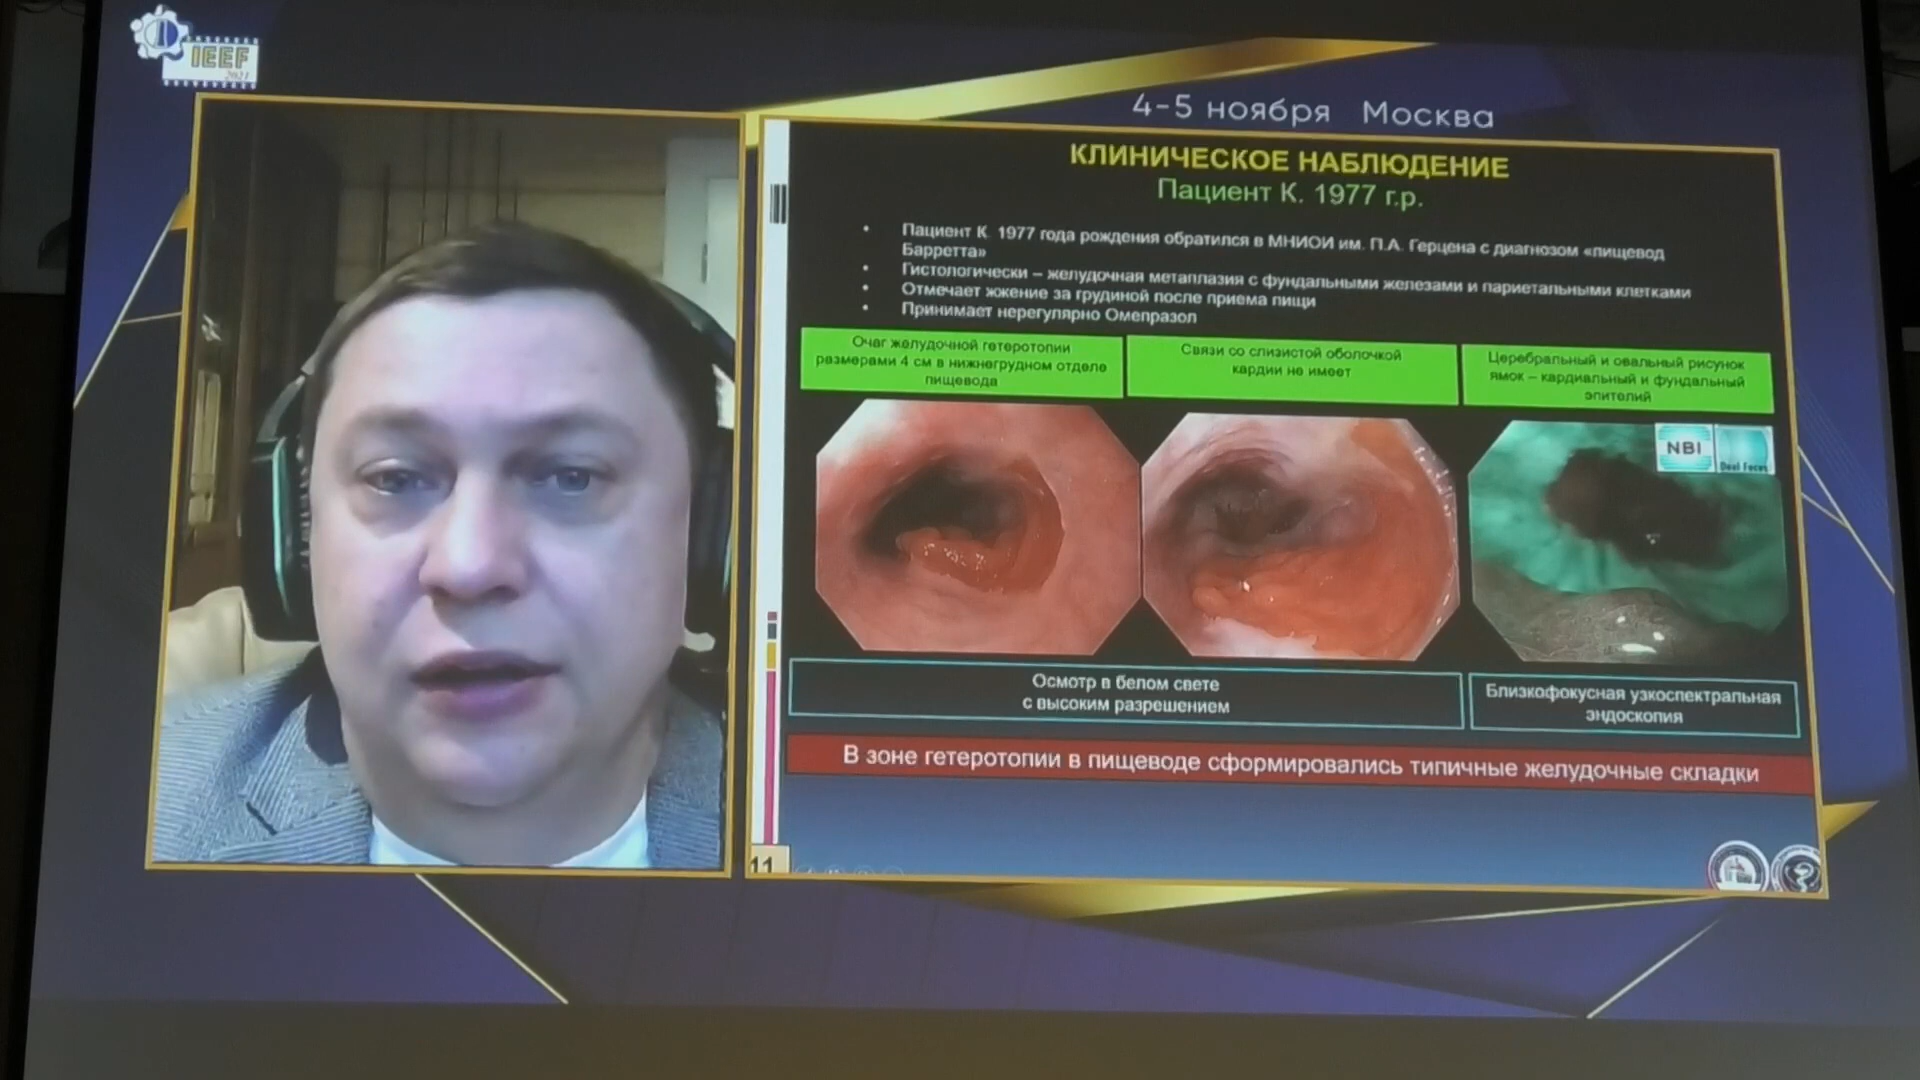 IEEF
2021
4-5 ноября Москва
КЛИНИЧЕСКОЕ НАБЛЮДЕНИЕ
Пациент К. 1977 г.р.
• Пациент К. 1977 года рождения обратился в МНИОИ им. П.А. Герцена с диагнозом «пищевод
Барретта»
• Гистологически – желудочная метаплазия с фундальными железами и париетальными клетками
• Отмечает жжение за грудиной после приема пищи
• Принимает нерегулярно Омепразол
Очаг желудочной гетеротопии
размерами 4 см в нижнегрудном отделе
пищевода
Связи со слизистой оболочкой
кардии не имеет
Церебральный и овальный рисунок
ямок – кардиальный и фундальный
эпителий
NBI
Dual Focus
Осмотр в белом свете
с высоким разрешением
Близкофокусная узкоспектральная
эндоскопия
В зоне гетеротопии в пищеводе сформировались типичные желудочные складки
11